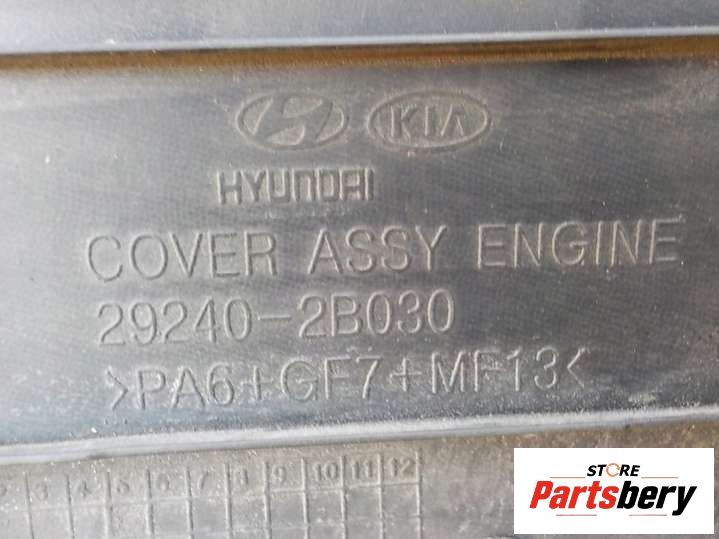 KIA
HYUNDAI
COVER ASSY ENGINE
29240-2B030
>PA6+GF7+MF13<
2 3 4 5 6 7 8 9 10 11 12
STORE
Partsbery